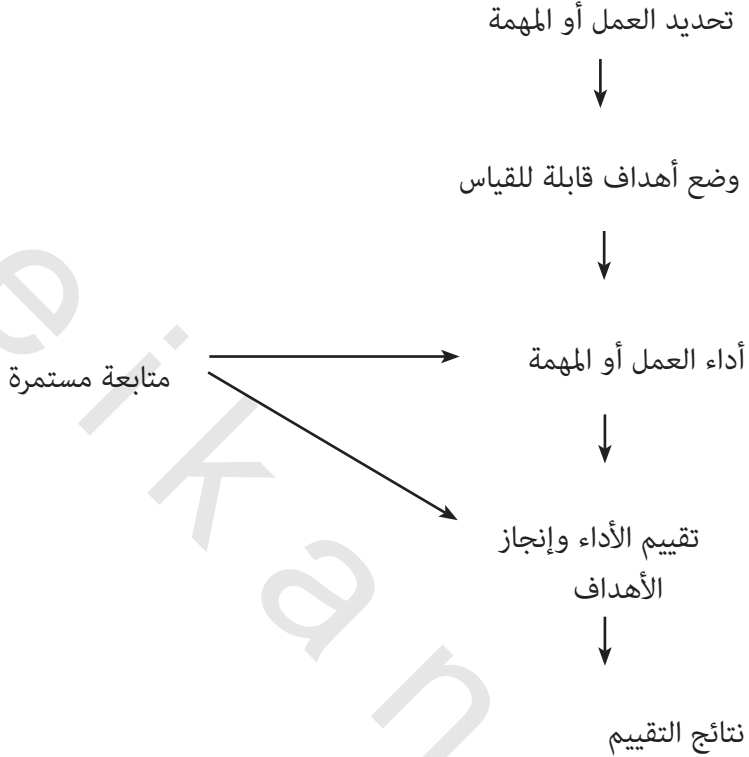 تحديد العمل أو المهمة
وضع أهداف قابلة للقياس
أداء العمل أو المهمة
متابعة مستمرة
تقييم الأداء وإنجاز
الأهداف
نتائج التقييم
e i k a n